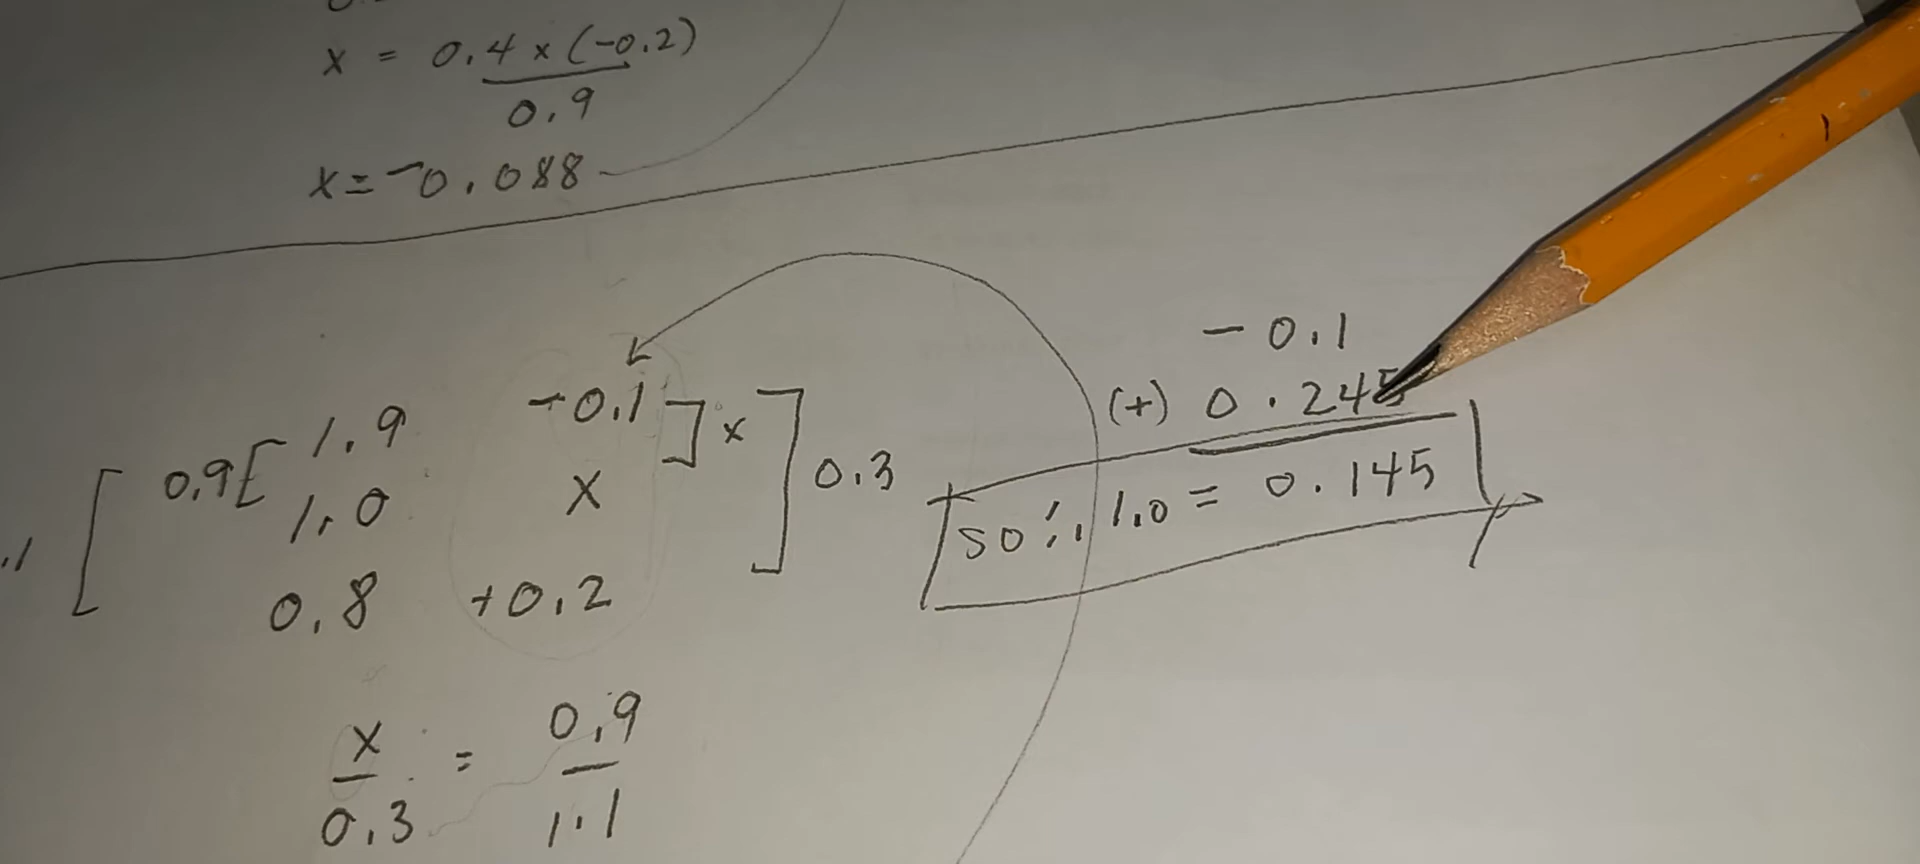 x = 0.4 x (-0.2)
0.9
x = -0.088
-0.1
(+) 0.245
50% 1.0 = 0.145
1.9 -0.1
0.9 [ ] x 0.3
1.0 x
.1
0.8 +0.2
x = 0.9
0.3 1.1